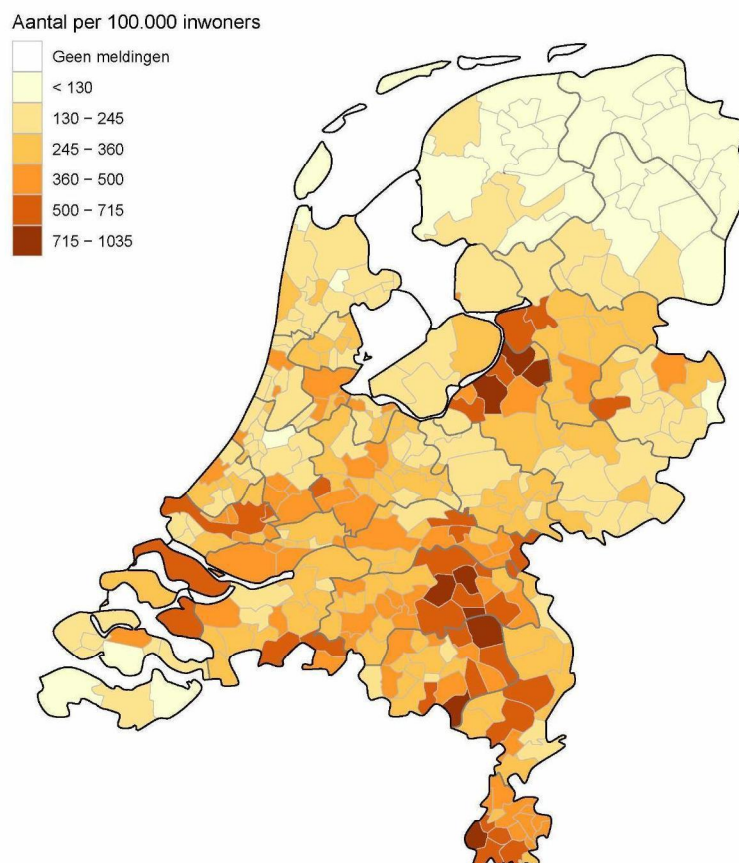 Aantal per 100.000 inwoners
Geen meldingen
< 130
130 − 245
245 − 360
360 − 500
500 − 715
715 − 1035